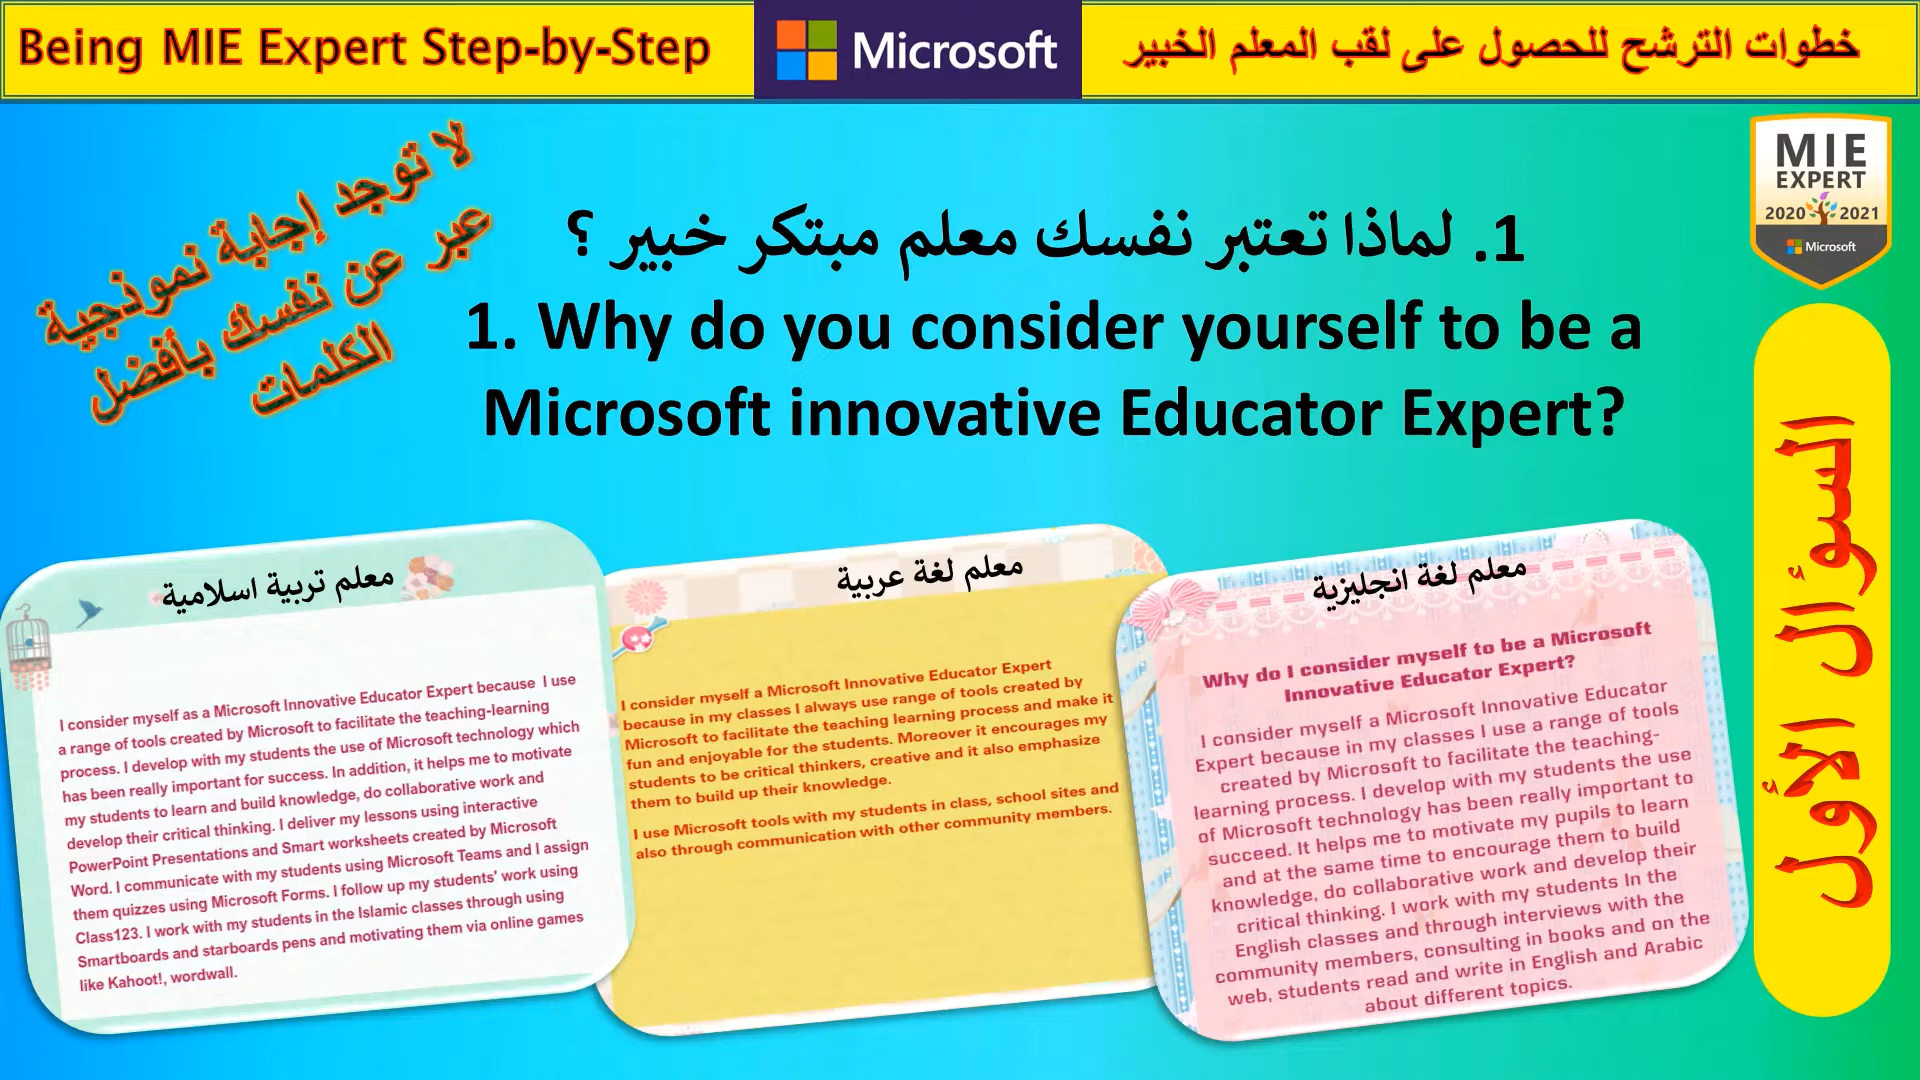 Being MIE Expert Step-by-Step
Microsoft
خطوات الترشح للحصول على لقب المعلم الخبير
لا توجد إجابة نموذجية
عبر عن نفسك بأفضل
الكلمات
1. لماذا تعتبر نفسك معلم مبتكر خبير ؟
1. Why do you consider yourself to be a
Microsoft innovative Educator Expert?
MIE
EXPERT
2020 2021
Microsoft
السؤال الأول
معلم تربية اسلامية
I consider myself as a Microsoft Innovative Educator Expert because I use
a range of tools created by Microsoft to facilitate the teaching-learning
process. I develop with my students the use of Microsoft technology which
has been really important for success. In addition, it helps me to motivate
my students to learn and build knowledge, do collaborative work and
develop their critical thinking. I deliver my lessons using interactive
PowerPoint Presentations and Smart worksheets created by Microsoft
Word. I communicate with my students using Microsoft Teams and I assign
them quizzes using Microsoft Forms. I follow up my students' work using
Class123. I work with my students in the Islamic classes through using
Smartboards and starboards pens and motivating them via online games
like Kahoot!, wordwall.
معلم لغة عربية
I consider myself a Microsoft Innovative Educator Expert
because in my classes I always use range of tools created by
Microsoft to facilitate the teaching learning process and make it
fun and enjoyable for the students. Moreover it encourages my
students to be critical thinkers, creative and it also emphasize
them to build up their knowledge.
I use Microsoft tools with my students in class, school sites and
also through communication with other community members.
معلم لغة انجليزية
Why do I consider myself to be a Microsoft
Innovative Educator Expert?
I consider myself a Microsoft Innovative Educator
Expert because in my classes I use a range of tools
created by Microsoft to facilitate the teaching-
learning process. I develop with my students the use
of Microsoft technology has been really important to
succeed. It helps me to motivate my pupils to learn
and at the same time to encourage them to build
knowledge, do collaborative work and develop their
critical thinking. I work with my students In the
English classes and through interviews with the
community members, consulting in books and on the
web, students read and write in English and Arabic
about different topics.